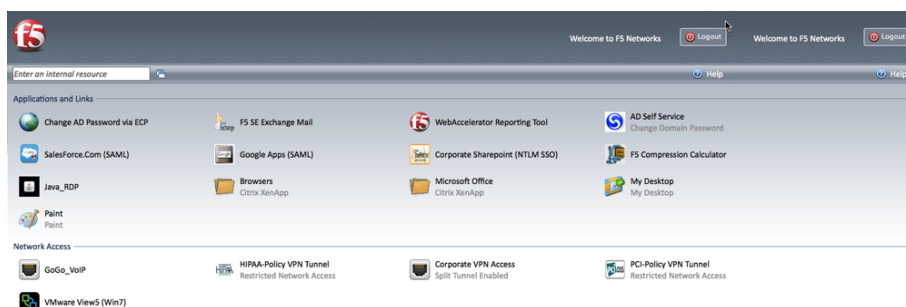 f5
Welcome to F5 Networks
Logout
Welcome to F5 Networks
Logout
Enter an internal resource
Help
Help
Applications and Links
Change AD Password via ECP
F5 SE Exchange Mail
WebAccelerator Reporting Tool
AD Self Service
Change Domain Password
SalesForce.Com (SAML)
Google Apps (SAML)
Corporate Sharepoint (NTLM SSO)
F5 Compression Calculator
Java_RDP
Browsers
Citrix XenApp
Microsoft Office
Citrix XenApp
My Desktop
My Desktop
Paint
Paint
Network Access
GoGo_VoIP
HIPAA
HIPAA-Policy VPN Tunnel
Restricted Network Access
Corporate VPN Access
Split Tunnel Enabled
PCI-Policy VPN Tunnel
Restricted Network Access
VMware View5 (Win7)